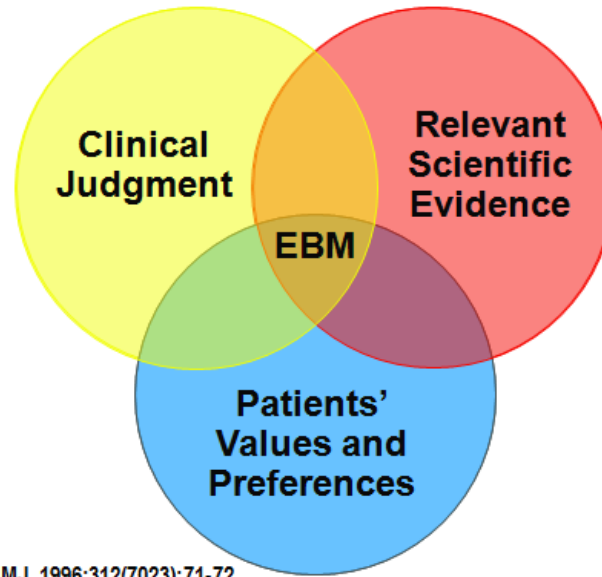 Clinical
Judgment
Relevant
Scientific
Evidence
EBM
Patients’
Values and
Preferences
1996;312(7023):71-72